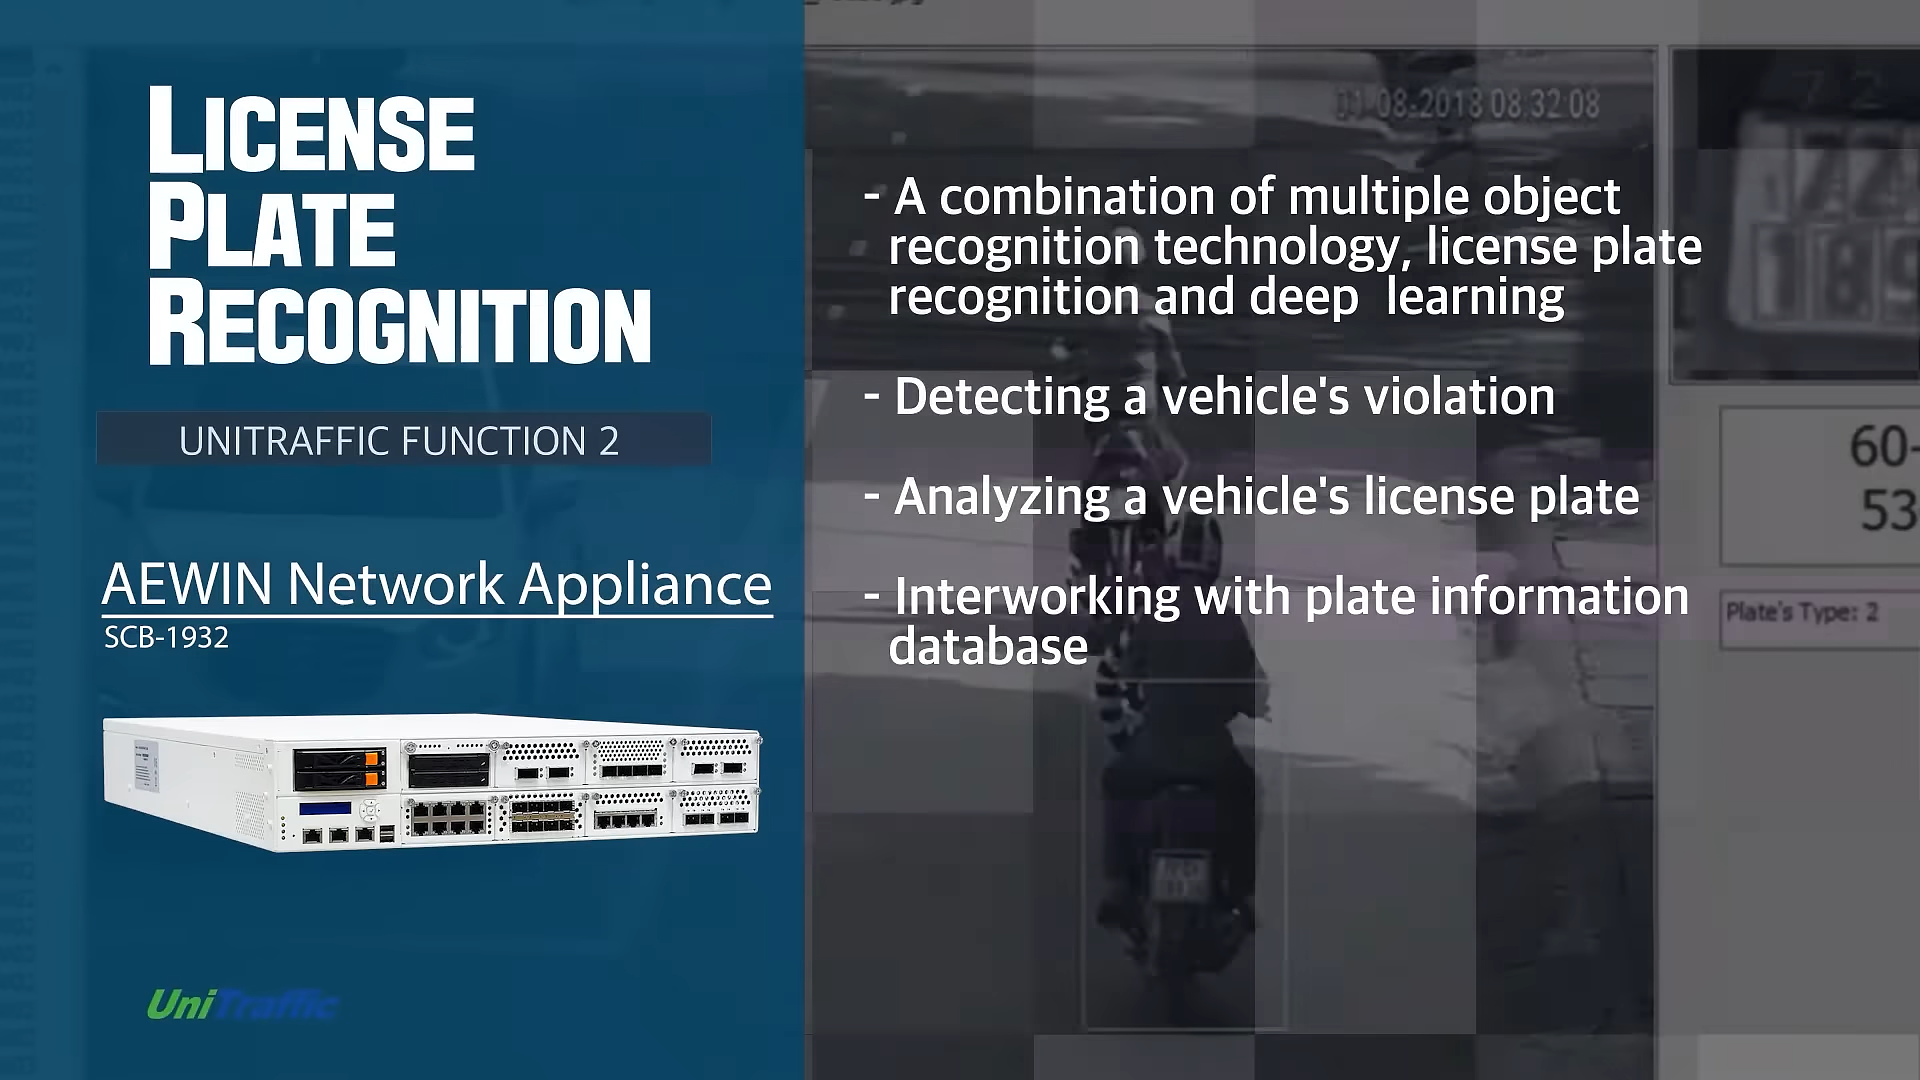 LICENSE
PLATE
RECOGNITION
UNITRAFFIC FUNCTION 2
AEWIN Network Appliance
SCB-1932
UniTraffic
- A combination of multiple object
recognition technology, license plate
recognition and deep learning
- Detecting a vehicle's violation
- Analyzing a vehicle's license plate
- Interworking with plate information
database
01-08-2018 08:32:08
60-
53
Plate's Type: 2